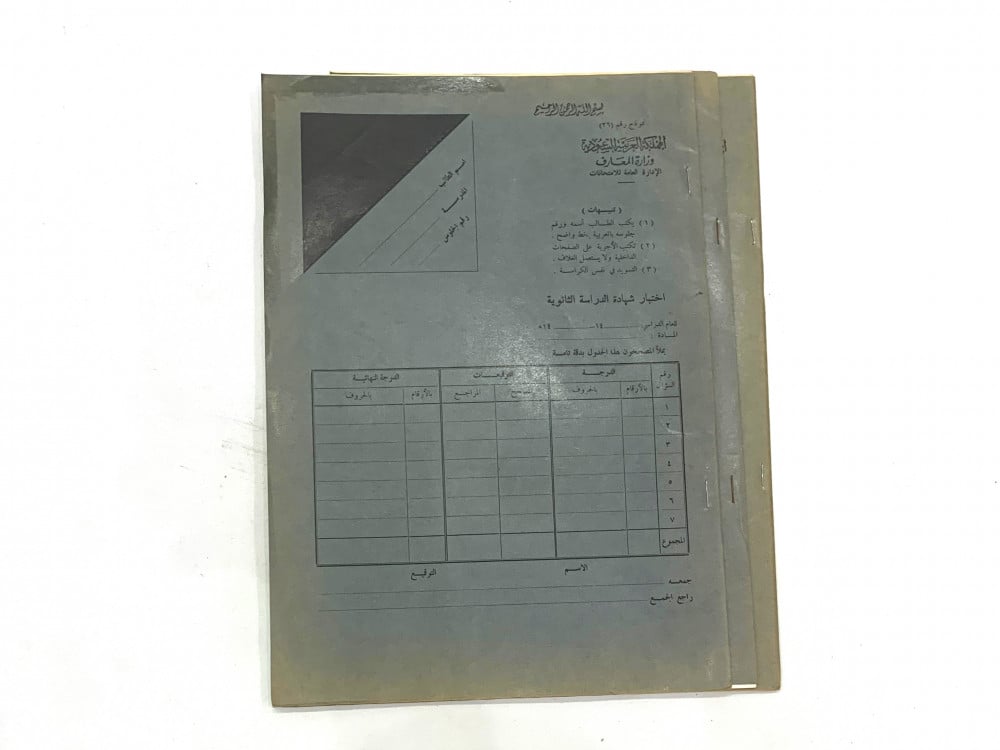 بسم الله الرحمن الرحيم
نموذج رقم (٢٦)
المملكة العربية السعودية
وزارة المعارف
الإدارة العامة للامتحانات
اسم الطالب
المدرسة
رقم الجلوس
( تنبيهات )
(١) يكتب الطالب اسمه ورقم
جلوسه بالعربية بخط واضح .
(٢) تكتب الأجوبة على الصفحات
الداخلية ولا يستعمل الغلاف .
(٣) التسويد في نفس الكراسة .
اختبار شهادة الدراسة الثانوية
للعام الدراسي ١٤ ١٤هـ
المادة :
يملأ المصححون هذا الجدول بدقة تامة
رقم السؤال الدرجة التوقيعات الدرجة النهائية
بالأرقام بالحروف المصحح المراجع بالأرقام بالحروف
١
٢
٣
٤
٥
٦
٧
المجموع
الاسم التوقيع
جمعه
راجع الجمع